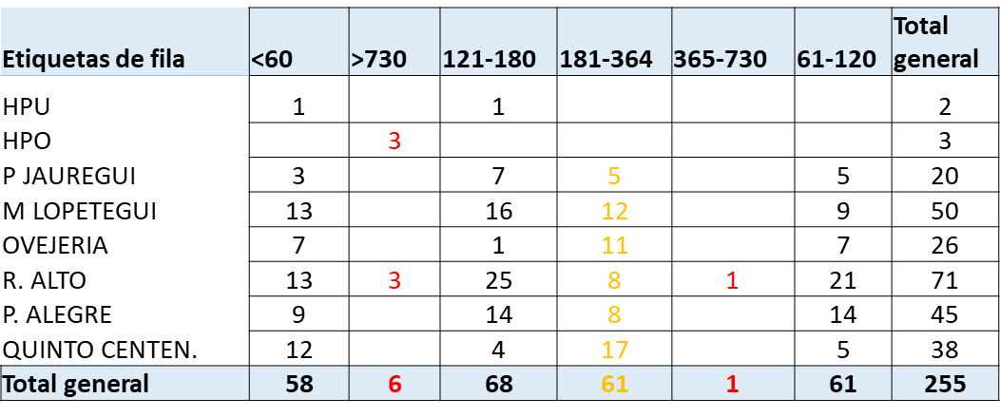 Etiquetas de fila <60 >730 121-180 181-364 365-730 61-120 Total general
HPU 1 1 2
HPO 3 3
P JAUREGUI 3 7 5 5 20
M LOPETEGUI 13 16 12 9 50
OVEJERIA 7 1 11 7 26
R. ALTO 13 3 25 8 1 21 71
P. ALEGRE 9 14 8 14 45
QUINTO CENTEN. 12 4 17 5 38
Total general 58 6 68 61 1 61 255